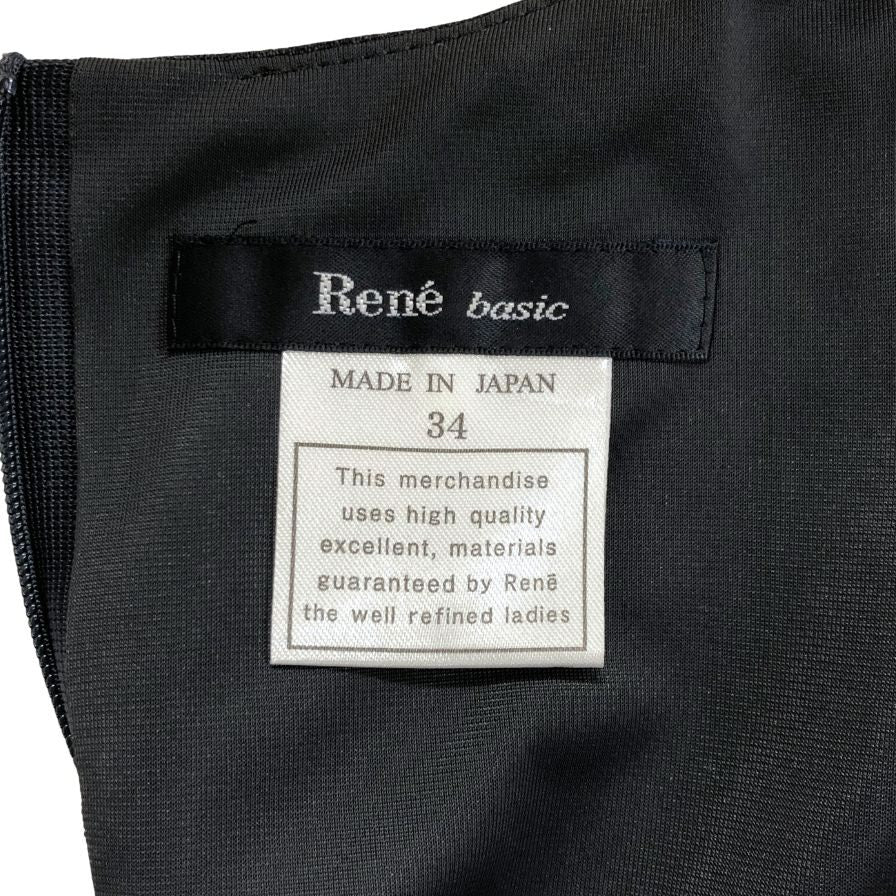 René basic
MADE IN JAPAN
34
This merchandise
uses high quality
excellent, materials
guaranteed by Renē
the well refined ladies